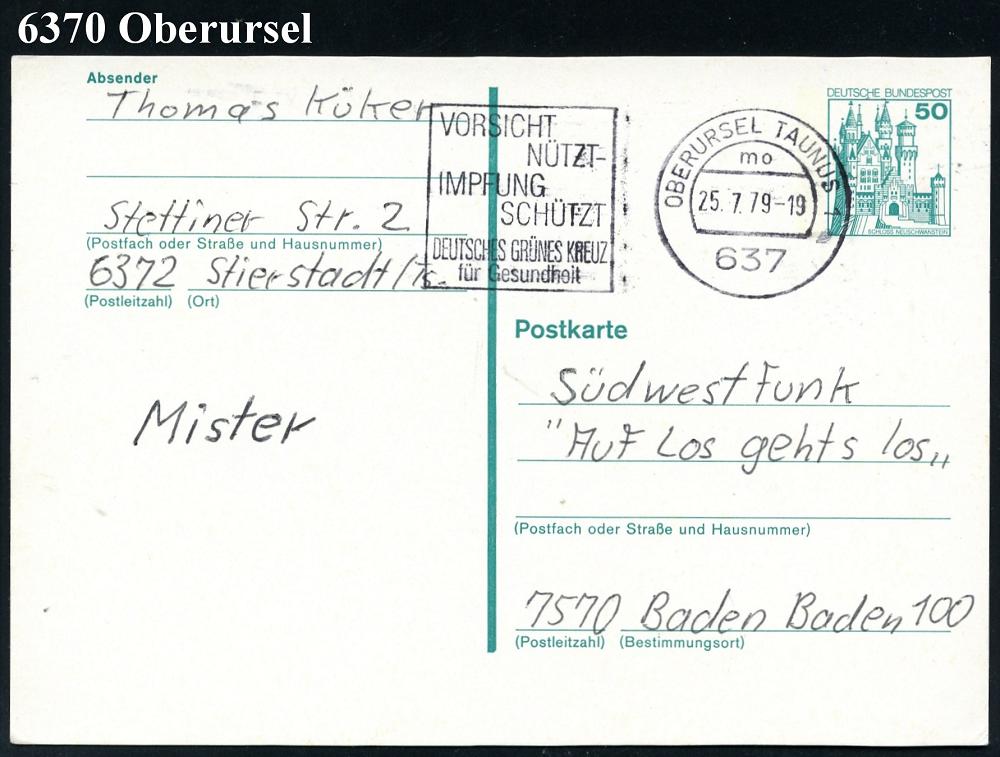 6370 Oberursel
Absender
Thomas Küker
Stettiner Str. 2
(Postfach oder Straße und Hausnummer)
6372 Stierstadt/Ts.
(Postleitzahl) (Ort)
Mister
VORSICHT
NÜTZT-
IMPFUNG
SCHÜTZT
DEUTSCHES GRÜNES KREUZ
für Gesundheit
OBERURSEL TAUNUS 1
mo
25.7.79-19
637
DEUTSCHE BUNDESPOST
50
SCHLOSS NEUSCHWANSTEIN
Postkarte
Südwestfunk
"Auf Los gehts los„
(Postfach oder Straße und Hausnummer)
7570 Baden Baden 100
(Postleitzahl) (Bestimmungsort)